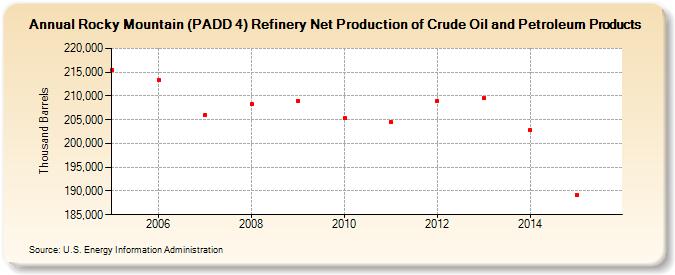 Annual Rocky Mountain (PADD 4) Refinery Net Production of Crude Oil and Petroleum Products
Thousand Barrels
220,000
215,000
210,000
205,000
200,000
195,000
190,000
185,000
2006 2008 2010 2012 2014
Source: U.S. Energy Information Administration